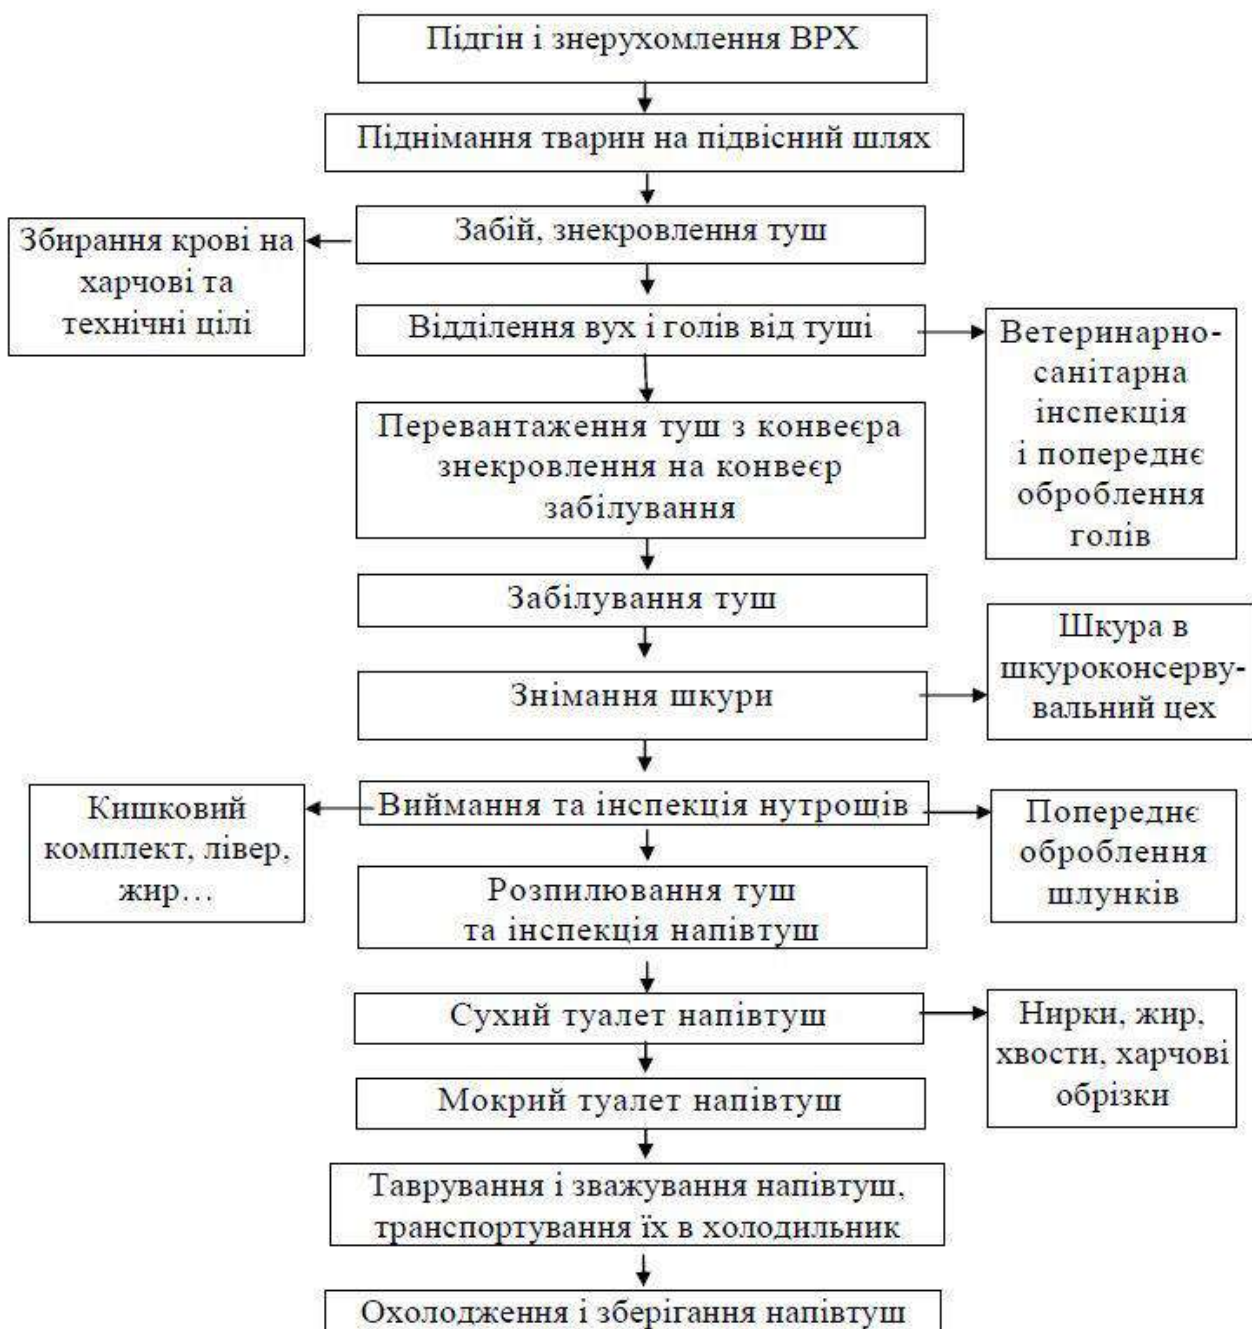 Підгін і знерухомлення ВРХ
Піднімання тварин на підвісний шлях
Забій, знекровлення туш
Збирання крові на
харчові та
технічні цілі
Відділення вух і голів від туші
Ветеринарно-
санітарна
інспекція
і попереднє
оброблення
голів
Перевантаження туш з конвеєра
знекровлення на конвеєр
забілування
Забілування туш
Знімання шкури
Шкура в
шкуроконсерву-
вальний цех
Виймання та інспекція нутрощів
Кишковий
комплект, лівер,
жир...
Попереднє
оброблення
шлунків
Розпилювання туш
та інспекція напівтуш
Сухий туалет напівтуш
Нирки, жир,
хвости, харчові
обрізки
Мокрий туалет напівтуш
Таврування і зважування напівтуш,
транспортування їх в холодильник
Охолодження і зберігання напівтуш